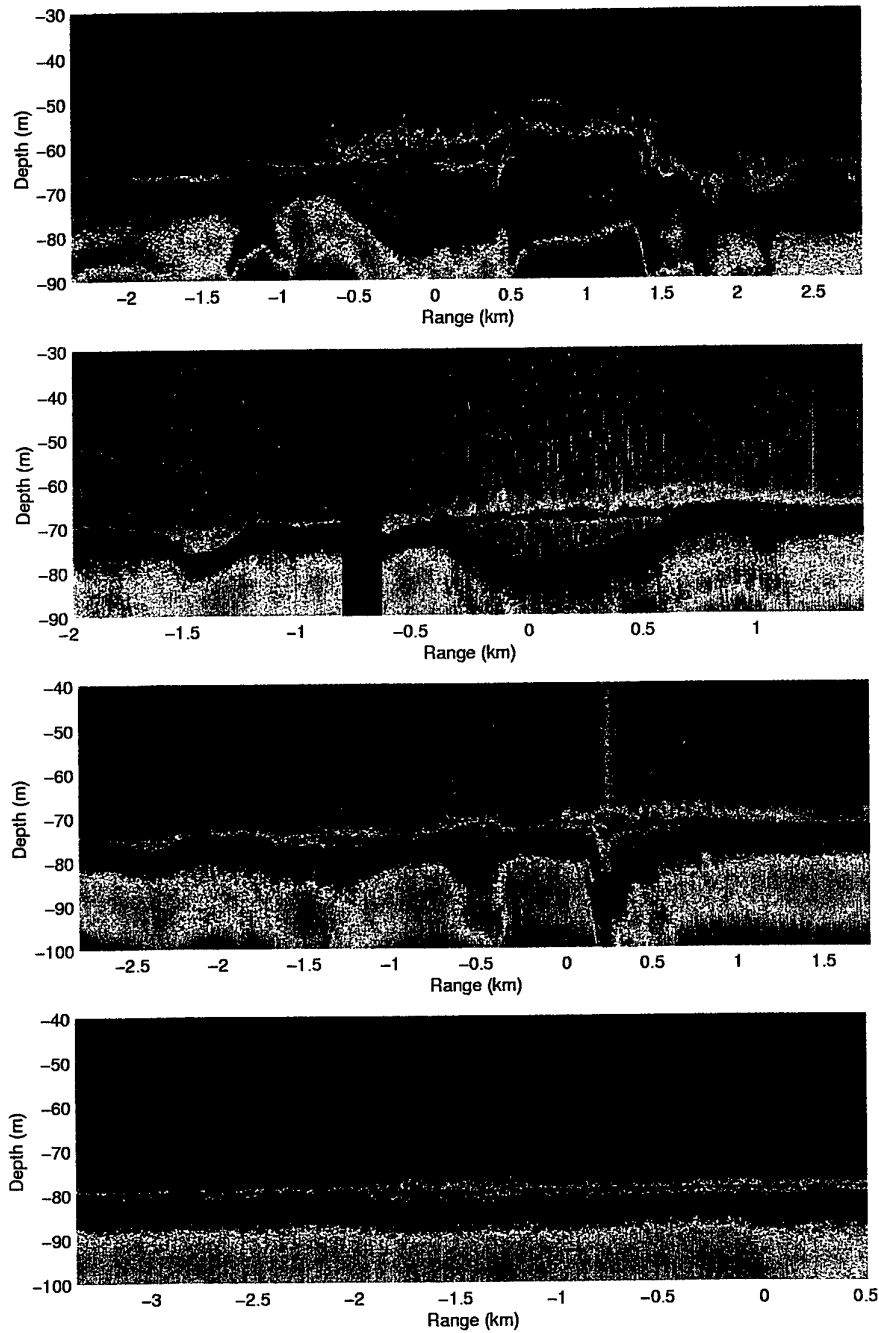 −30
−40
−50
−60
−70
−80
−90
Depth (m)
−2 −1.5 −1 −0.5 0 0.5 1 1.5 2 2.5
Range (km)
−30
−40
−50
−60
−70
−80
−90
Depth (m)
−2 −1.5 −1 −0.5 0 0.5 1
Range (km)
−40
−50
−60
−70
−80
−90
−100
Depth (m)
−2.5 −2 −1.5 −1 −0.5 0 0.5 1 1.5
Range (km)
−40
−50
−60
−70
−80
−90
−100
Depth (m)
−3 −2.5 −2 −1.5 −1 −0.5 0 0.5
Range (km)